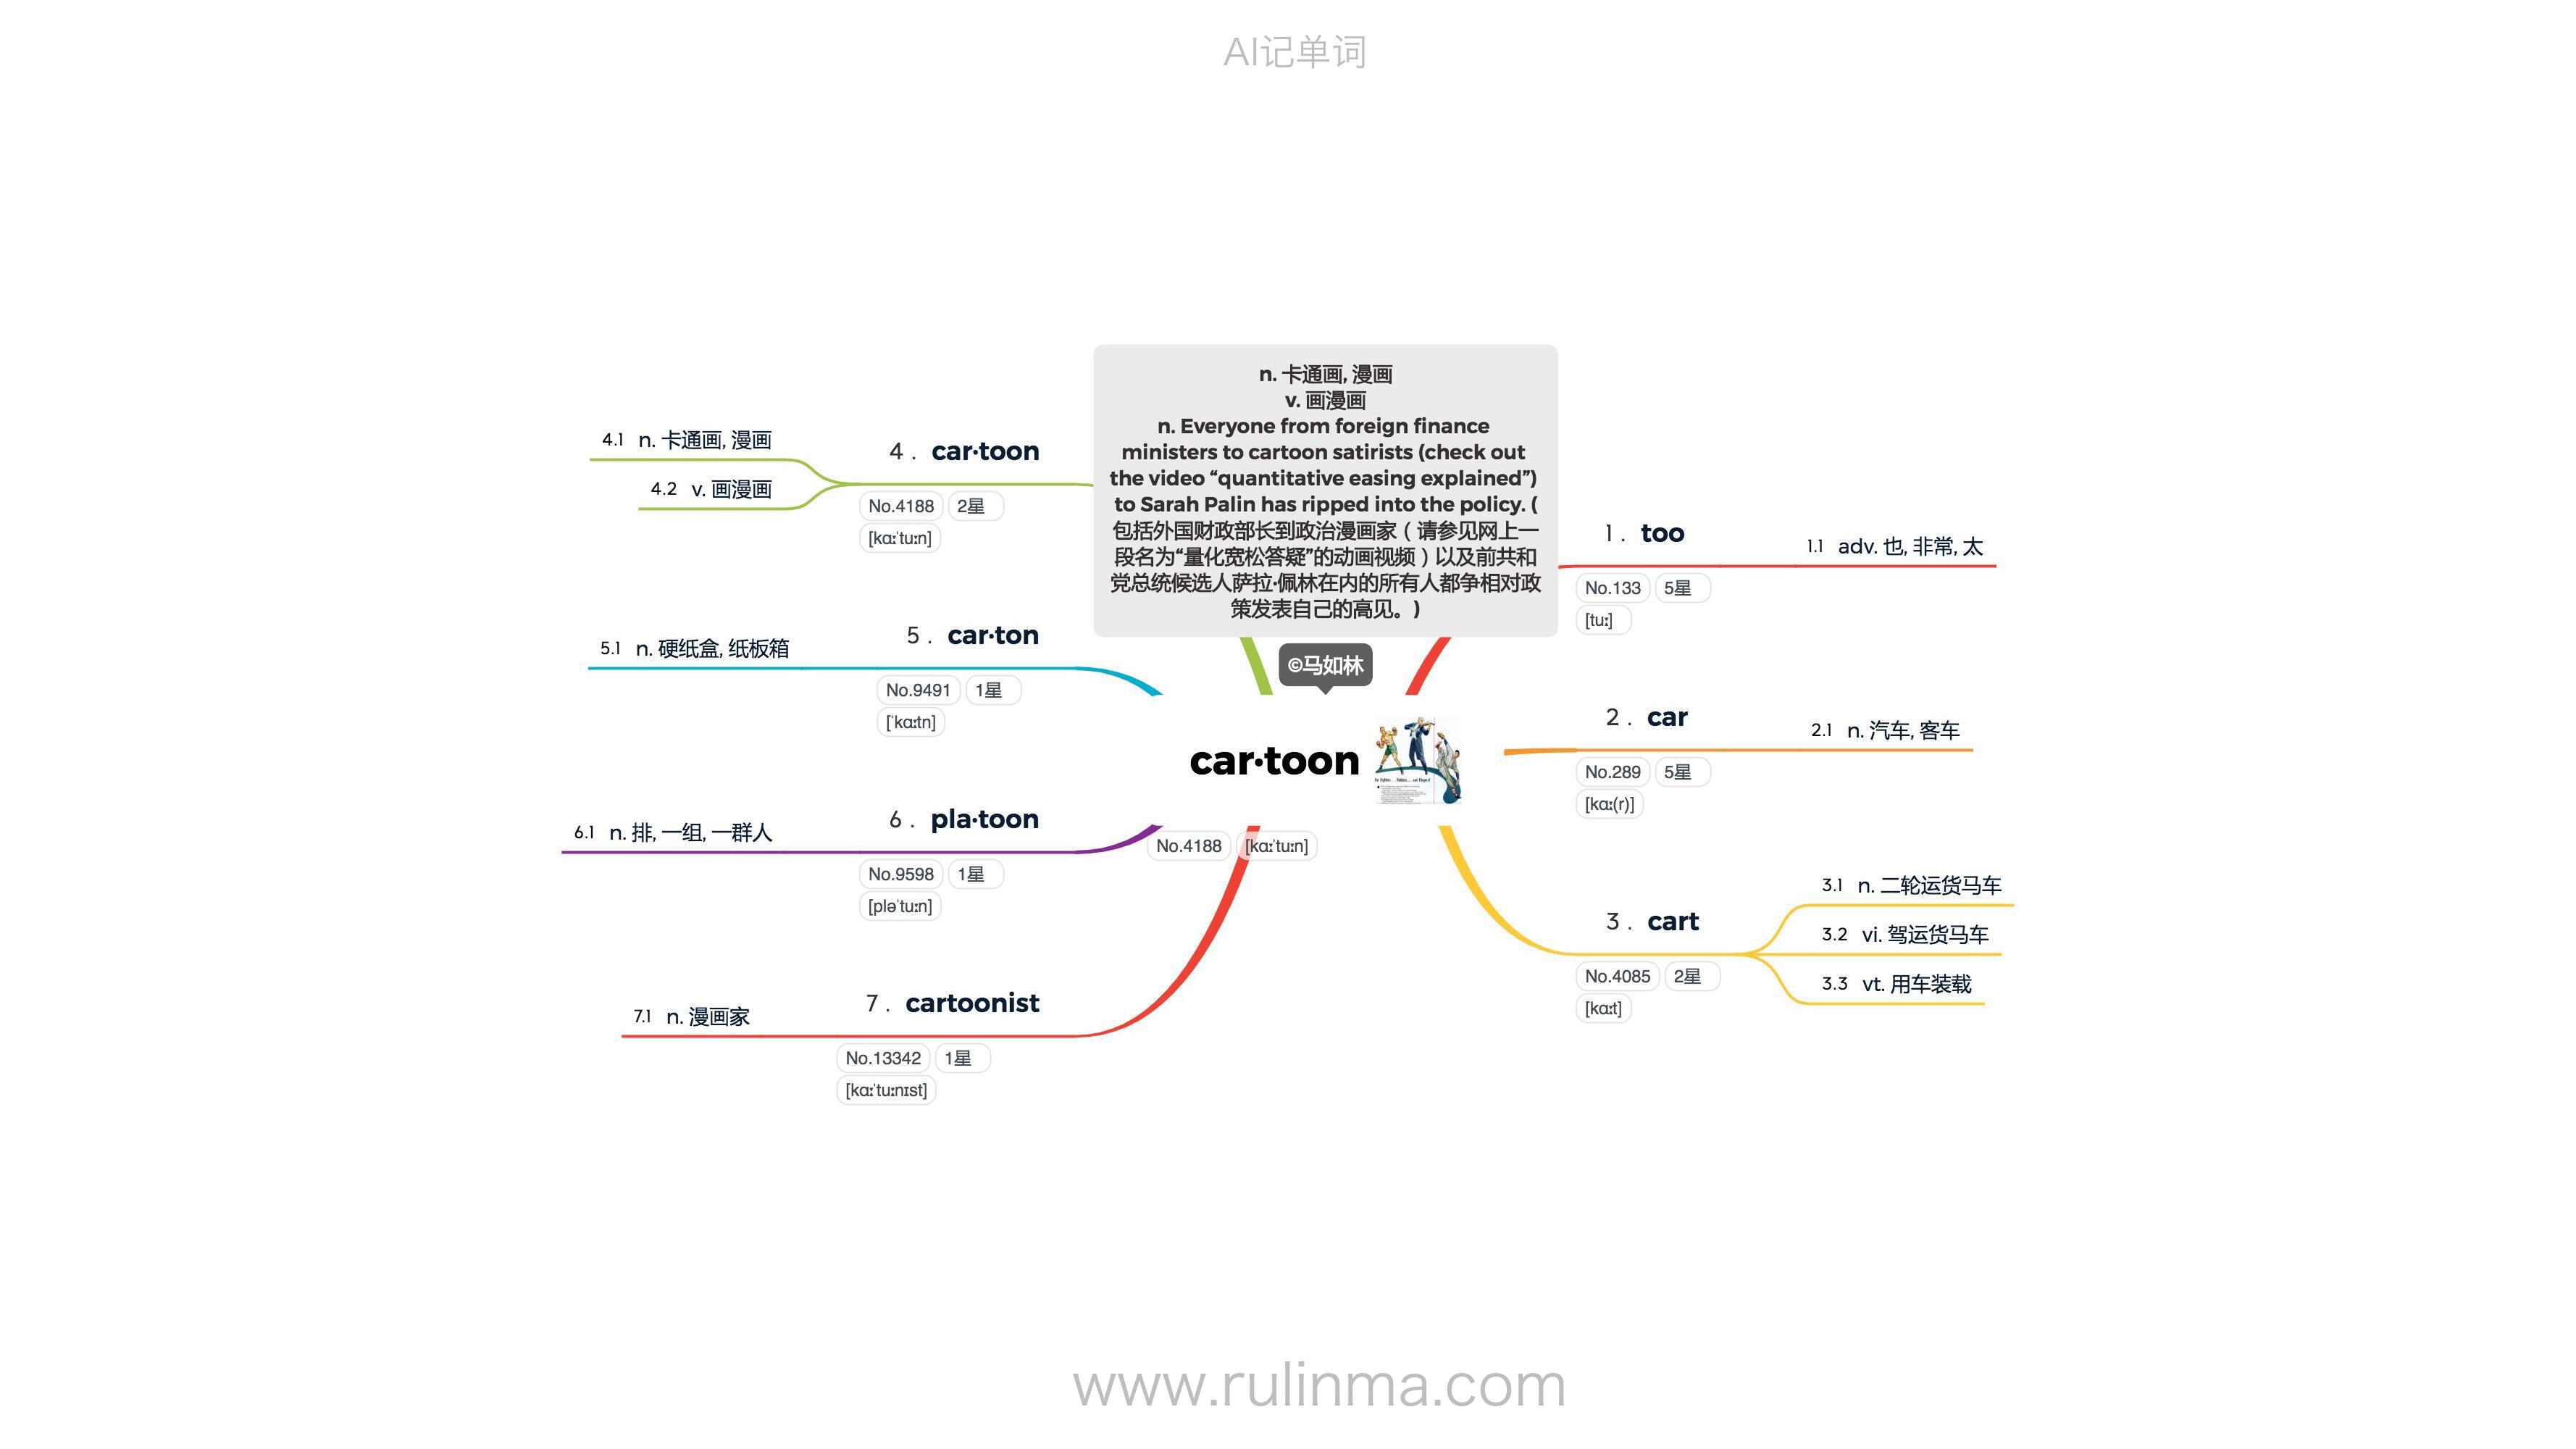 AI记单词
n. 卡通画, 漫画
v. 画漫画
n. Everyone from foreign finance
ministers to cartoon satirists (check out
the video “quantitative easing explained”)
to Sarah Palin has ripped into the policy. (
包括外国财政部长到政治漫画家（请参见网上一
段名为“量化宽松答疑”的动画视频）以及前共和
党总统候选人萨拉·佩林在内的所有人都争相对政
策发表自己的高见。)
©马如林
car·toon
No.4188 [kɑːˈtuːn]
1. too
No.133 5星
[tuː]
1.1 adv. 也, 非常, 太
2. car
No.289 5星
[kɑː(r)]
2.1 n. 汽车, 客车
3. cart
No.4085 2星
[kɑːt]
3.1 n. 二轮运货马车
3.2 vi. 驾运货马车
3.3 vt. 用车装载
4. car·toon
No.4188 2星
[kɑːˈtuːn]
4.1 n. 卡通画, 漫画
4.2 v. 画漫画
5. car·ton
No.9491 1星
[ˈkɑːtn]
5.1 n. 硬纸盒, 纸板箱
6. pla·toon
No.9598 1星
[pləˈtuːn]
6.1 n. 排, 一组, 一群人
7. cartoonist
No.13342 1星
[kɑːˈtuːnɪst]
7.1 n. 漫画家
www.rulinma.com